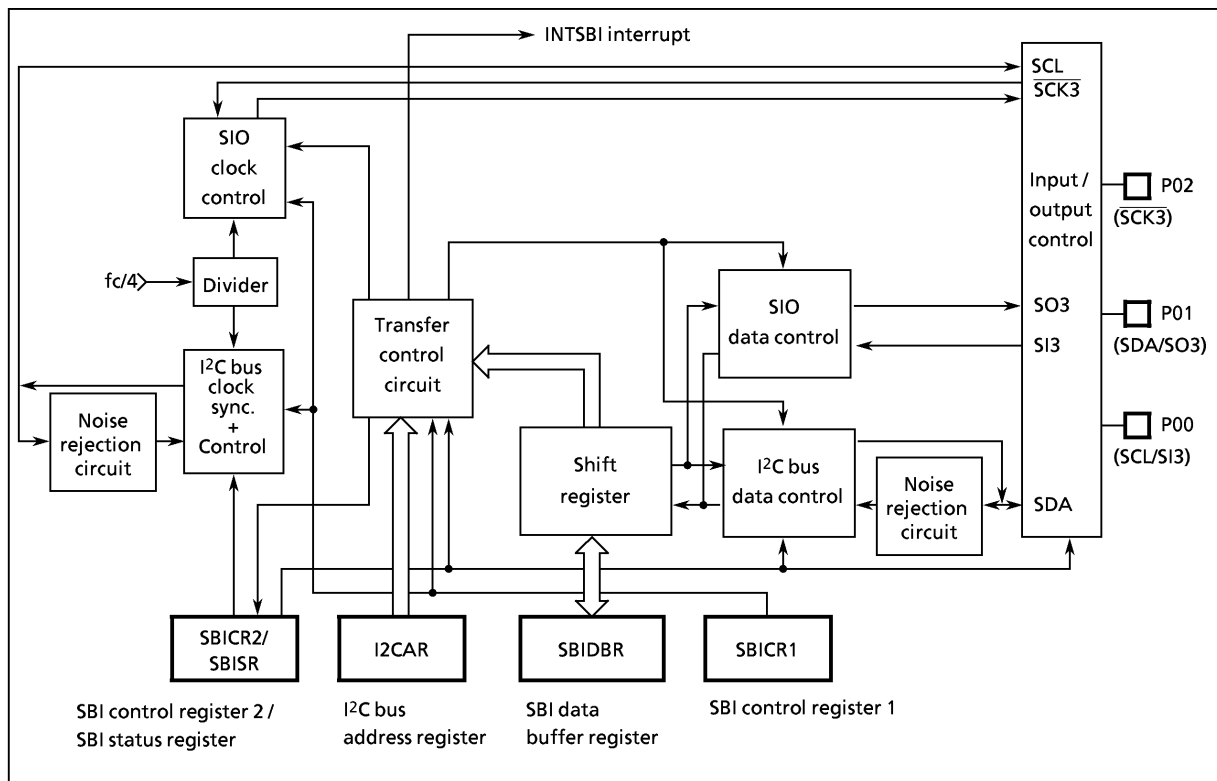 INTSBI interrupt
SCL
SCK3
SIO
clock
control
Input /
output
control
P02
(SCK3)
fc/4
Divider
Transfer
control
circuit
SIO
data control
SO3
SI3
P01
(SDA/SO3)
I²C bus
clock
sync.
+
Control
Noise
rejection
circuit
Shift
register
I²C bus
data control
Noise
rejection
circuit
SDA
P00
(SCL/SI3)
SBICR2/
SBISR
I2CAR
SBIDBR
SBICR1
SBI control register 2 /
SBI status register
I²C bus
address register
SBI data
buffer register
SBI control register 1